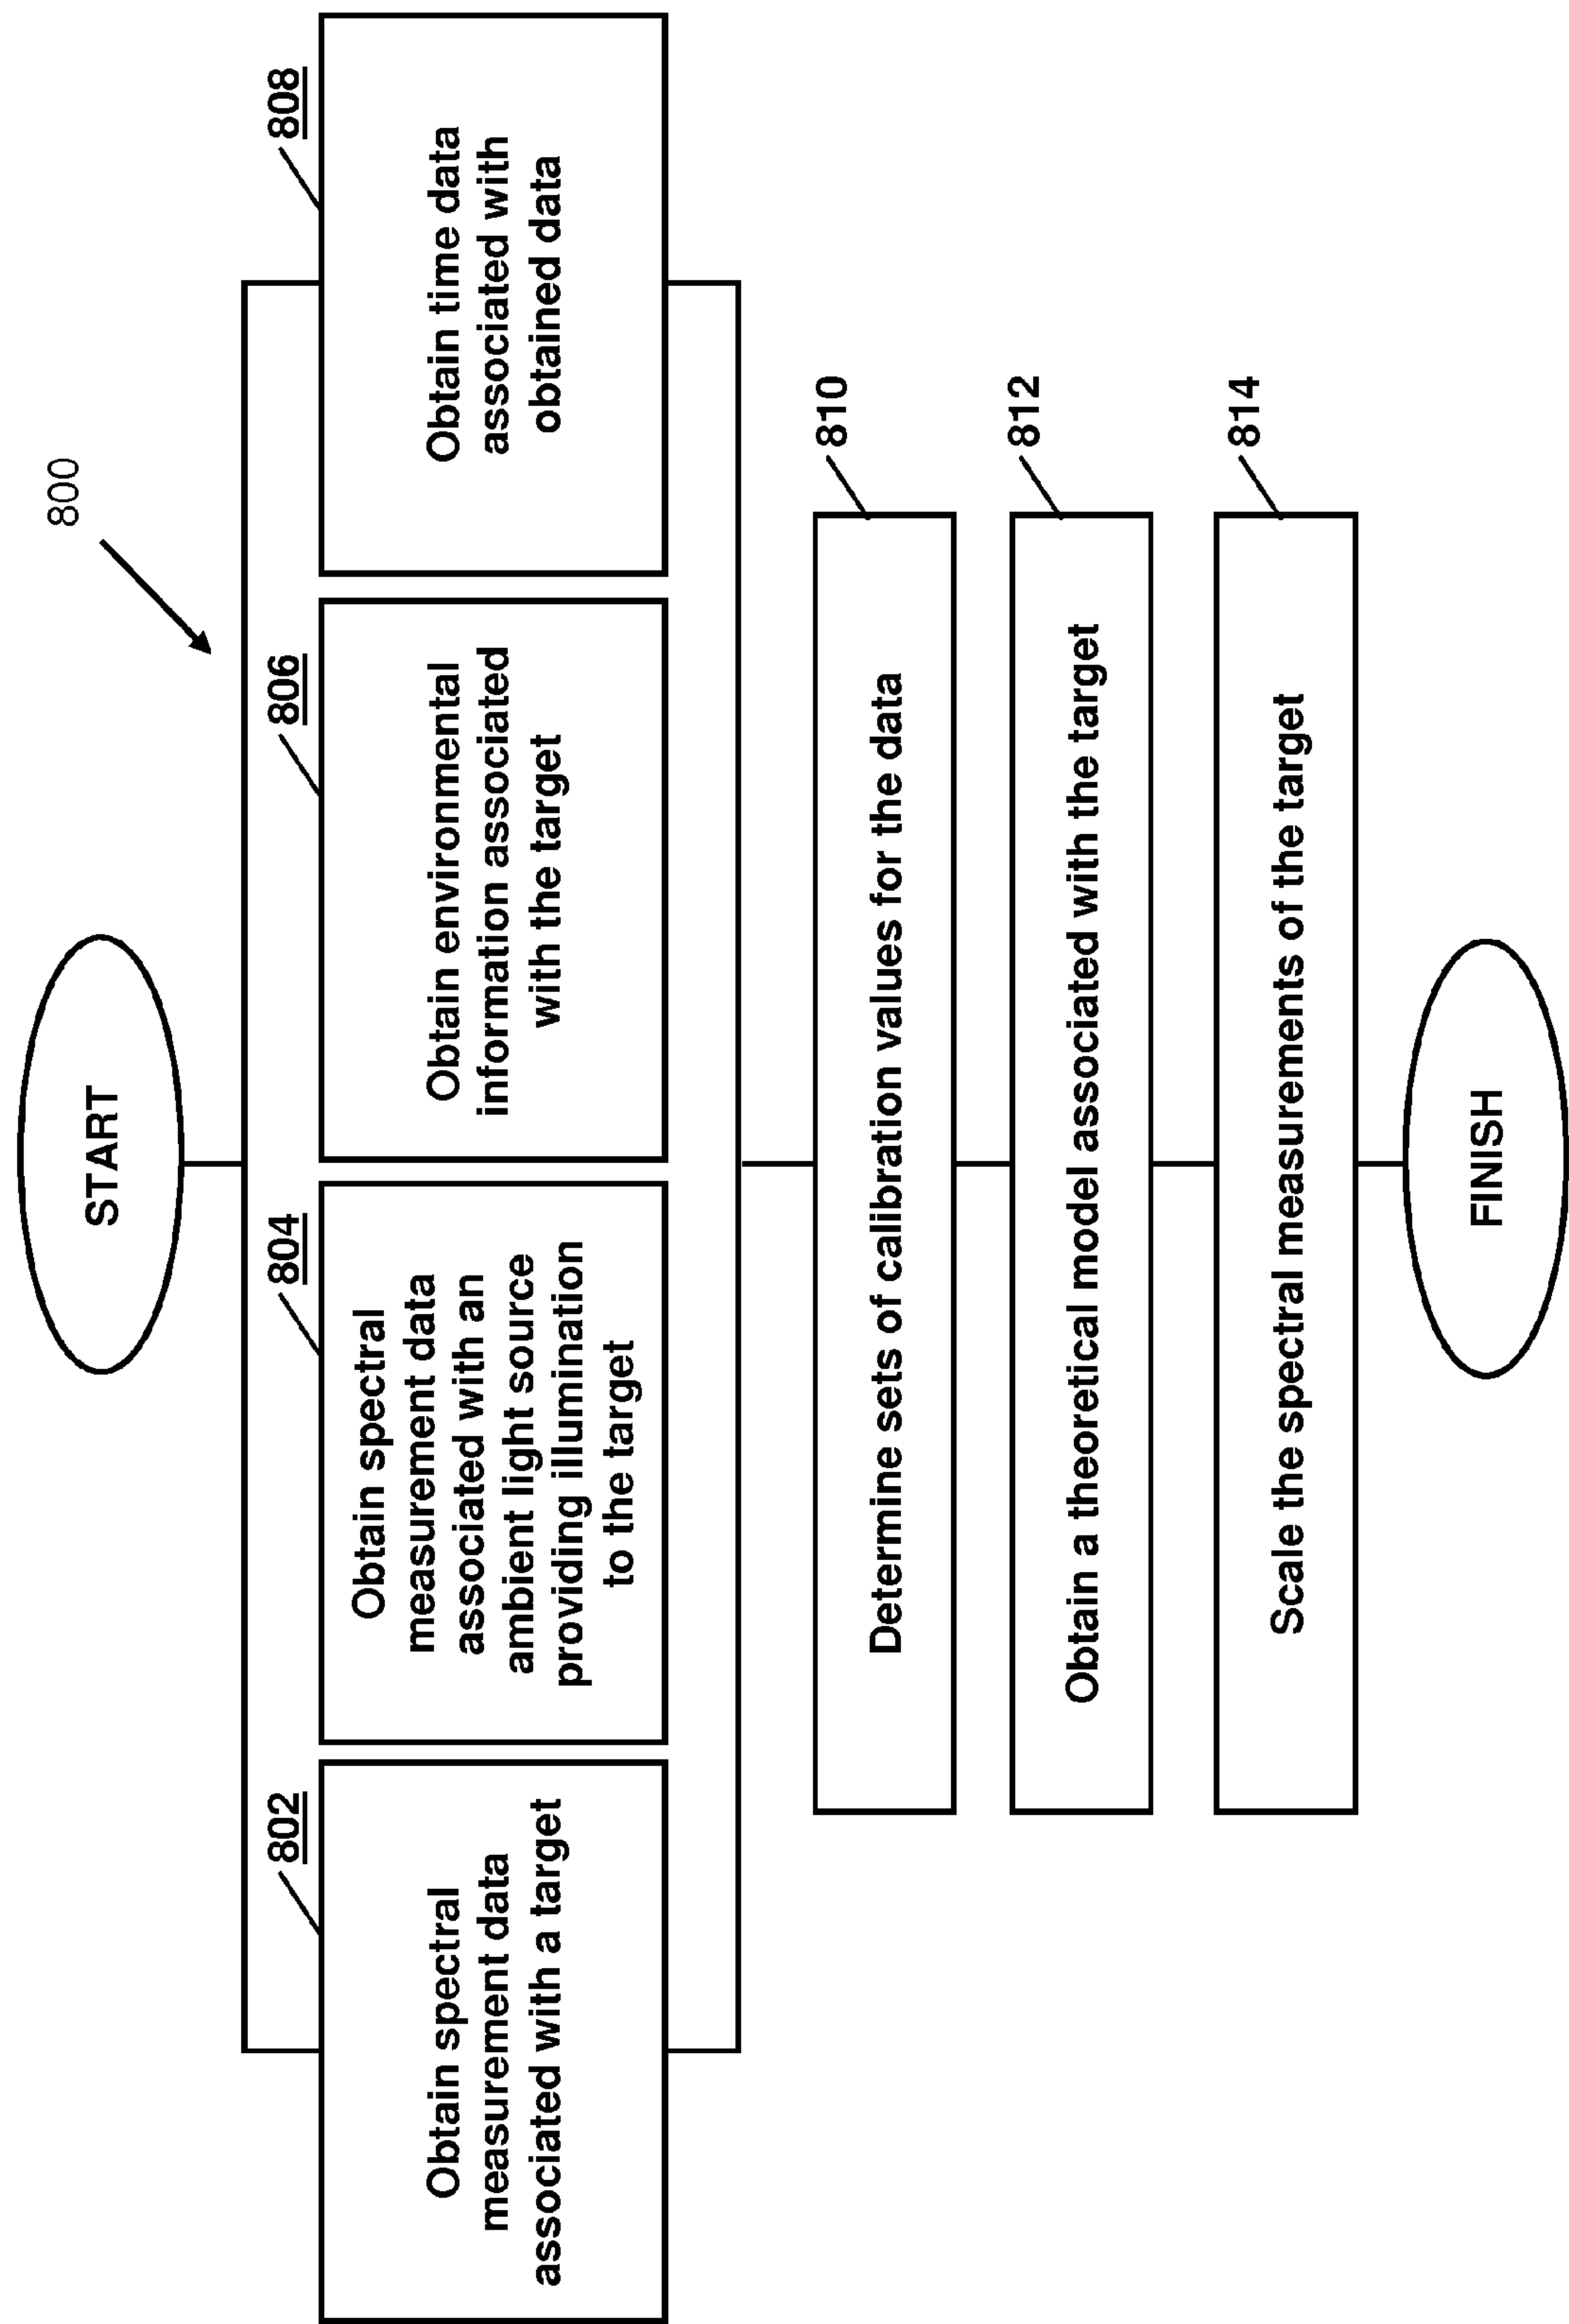 800
START
802
Obtain spectral
measurement data
associated with a target
804
Obtain spectral
measurement data
associated with an
ambient light source
providing illumination
to the target
806
Obtain environmental
information associated
with the target
808
Obtain time data
associated with
obtained data
810
Determine sets of calibration values for the data
812
Obtain a theoretical model associated with the target
814
Scale the spectral measurements of the target
FINISH